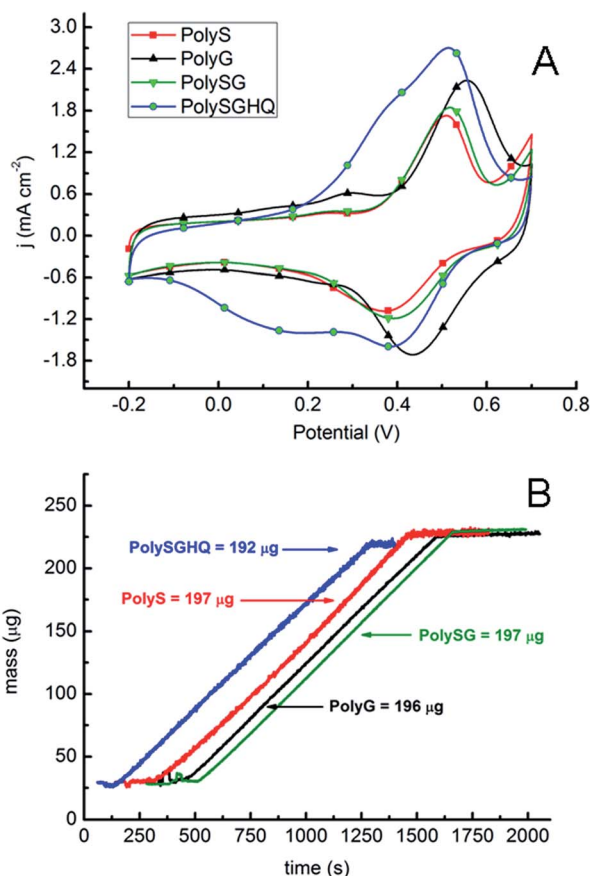 PolyS
PolyG
PolySG
PolySGHQ
A
3.0
2.4
1.8
1.2
0.6
0.0
-0.6
-1.2
-1.8
j (mA cm⁻²)
-0.2 0.0 0.2 0.4 0.6 0.8
Potential (V)
B
250
200
150
100
50
0
mass (µg)
PolySGHQ = 192 µg
PolyS = 197 µg
PolySG = 197 µg
PolyG = 196 µg
0 250 500 750 1000 1250 1500 1750 2000
time (s)